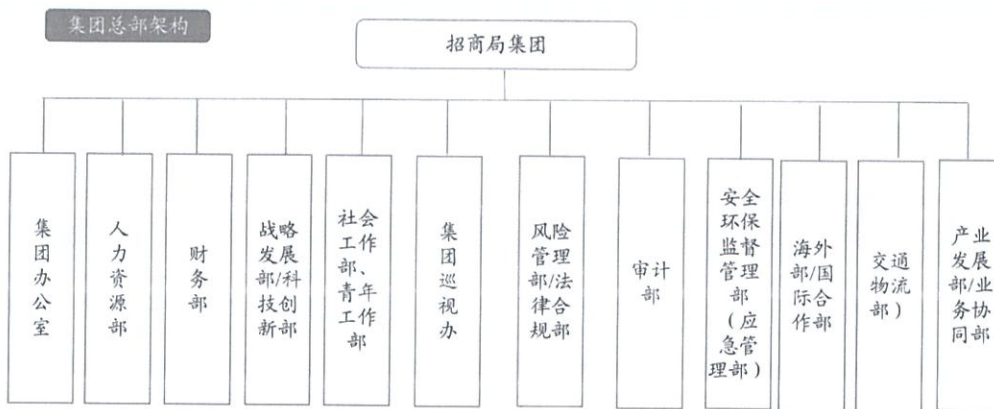 集团总部架构
招商局集团
集
团
办
公
室
人
力
资
源
部
财
务
部
战略
发展
部/科
技创
新部
社会
工作
部、
青年
工作
部
集
团
巡
视
办
风险
管理
部/法
律合
规部
审计
部
安全
环保
监督
管理
部
（应
急管
理部）
海外
部/国
际合
作部
交通
物流
部）
产业
发展
部/业
务协
同部